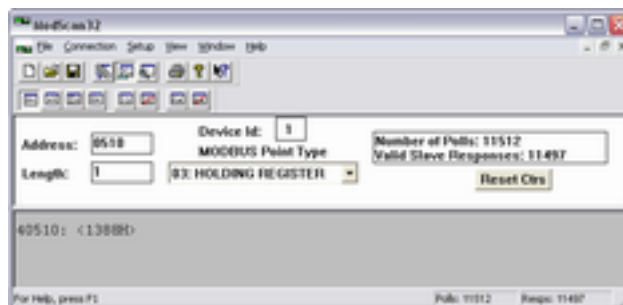 ModScan32
File Connection Setup View Window Help
Address: 0510
Device Id: 1
MODBUS Point Type
Length: 1
03: HOLDING REGISTER
Number of Polls: 11512
Valid Slave Responses: 11497
Reset Ctrs
40510: <1388H>
For Help, press F1
Polls: 11512
Resps: 11497